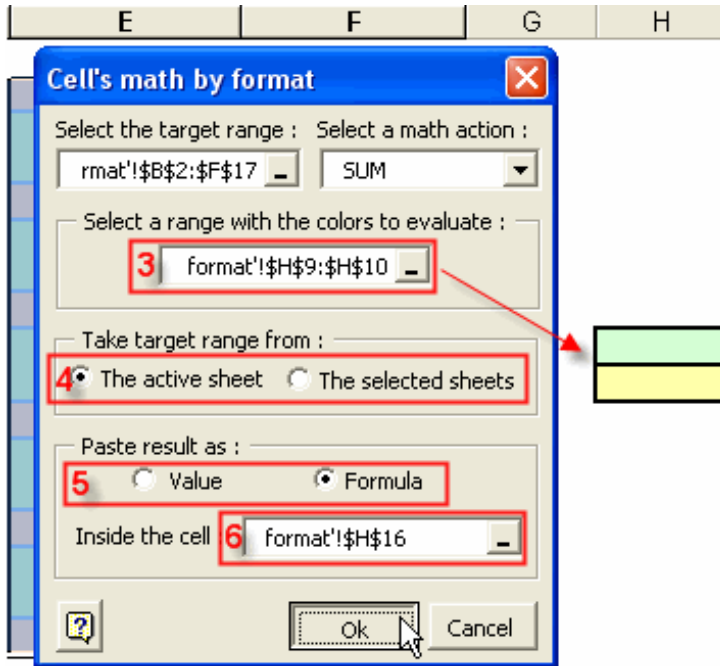 E F G H
Cell's math by format
Select the target range : Select a math action :
rmat'!$B$2:$F$17 SUM
Select a range with the colors to evaluate :
3 format'!$H$9:$H$10
Take target range from :
4 The active sheet The selected sheets
Paste result as :
5 Value Formula
Inside the cell : 6 format'!$H$16
? Ok Cancel